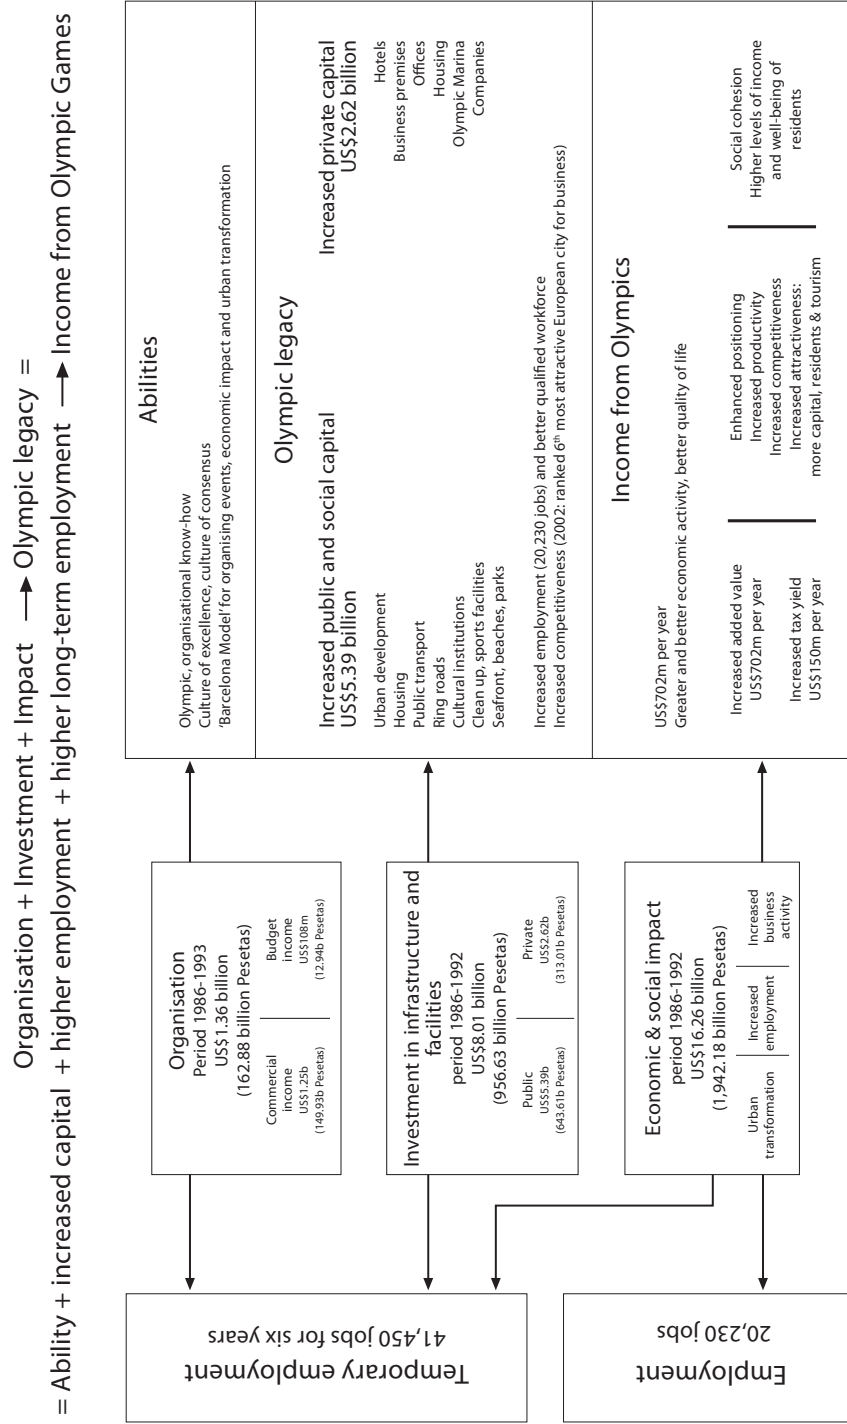 Organisation + Investment + Impact → Olympic legacy =
= Ability + increased capital + higher employment + higher long-term employment → Income from Olympic Games
Temporary employment
41,450 jobs for six years
Employment
20,230 jobs
Organisation
Period 1986-1993
US$1.36 billion
(162.88 billion Pesetas)
Commercial
income
US$1.25b
(149.93b Pesetas)
Budget
income
US$108m
(12.94b Pesetas)
Investment in infrastructure and
facilities
period 1986-1992
US$8.01 billion
(956.63 billion Pesetas)
Public
US$5.39b
(643.61b Pesetas)
Private
US$2.62b
(313.01b Pesetas)
Economic & social impact
period 1986-1992
US$16.26 billion
(1,942.18 billion Pesetas)
Urban
transformation
Increased
employment
Increased
business
activity
Abilities
Olympic, organisational know-how
Culture of excellence, culture of consensus
'Barcelona Model' for organising events, economic impact and urban transformation
Olympic legacy
Increased public and social capital
US$5.39 billion
Urban development
Housing
Public transport
Ring roads
Cultural institutions
Clean up, sports facilities
Seafront, beaches, parks
Increased private capital
US$2.62 billion
Hotels
Business premises
Offices
Housing
Olympic Marina
Companies
Increased employment (20,230 jobs) and better qualified workforce
Increased competitiveness (2002: ranked 6th most attractive European city for business)
Income from Olympics
US$702m per year
Greater and better economic activity, better quality of life
Increased added value
US$702m per year
Increased tax yield
US$150m per year
Enhanced positioning
Increased productivity
Increased competitiveness
Increased attractiveness:
more capital, residents & tourism
Social cohesion
Higher levels of income
and well-being of
residents